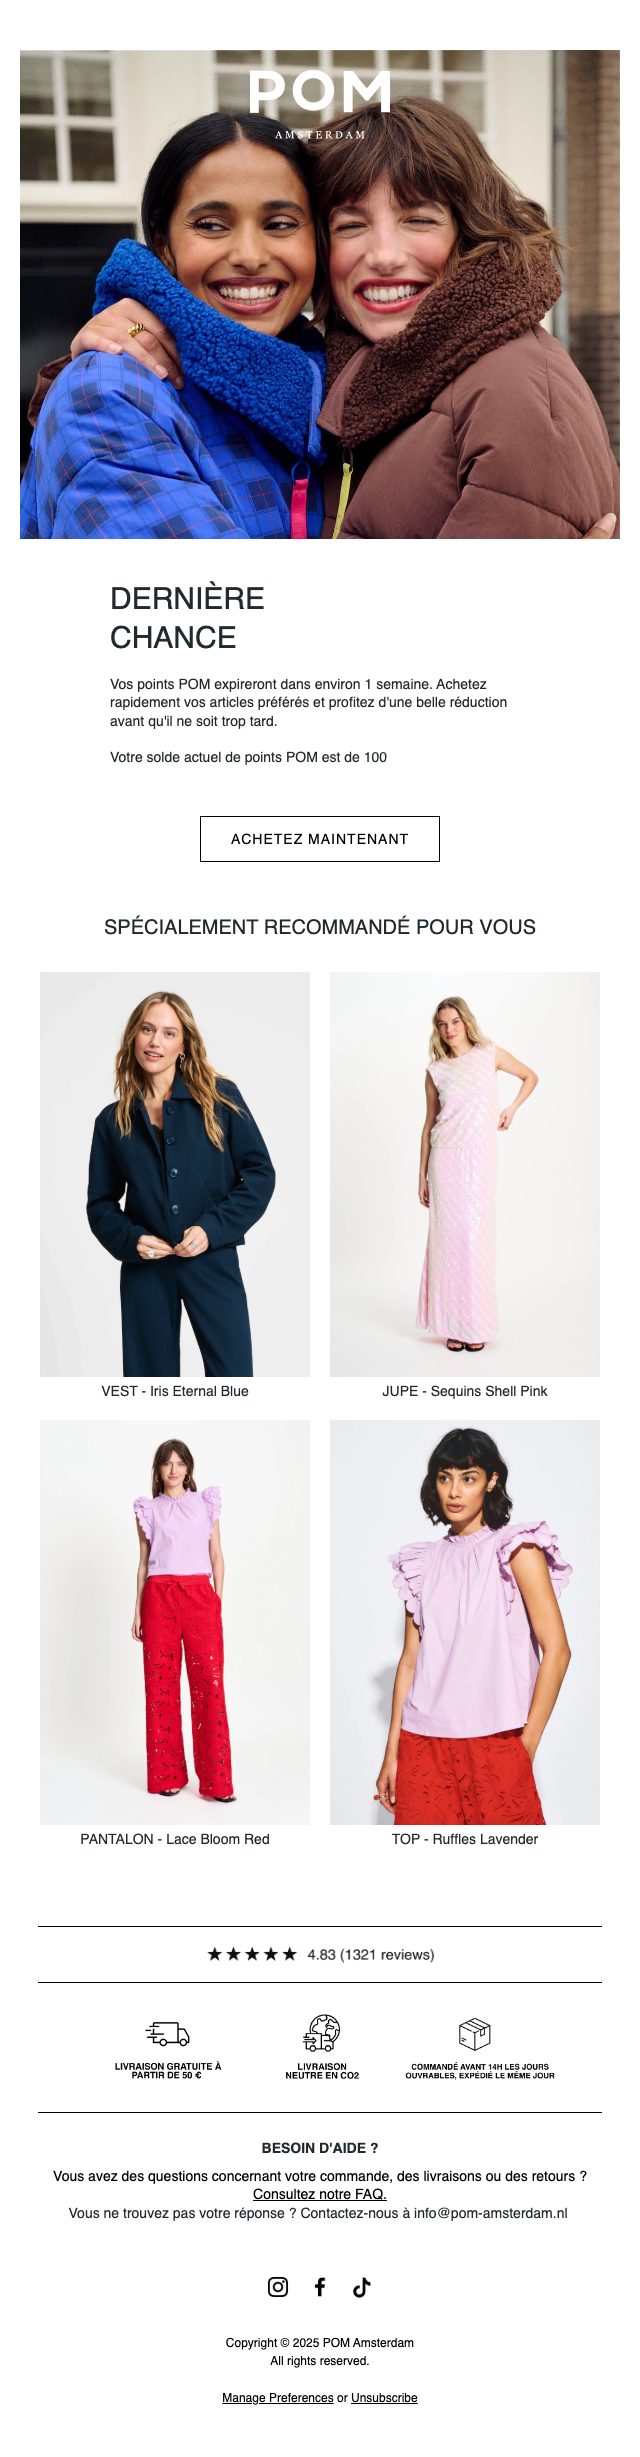 POM
AMSTERDAM
DERNIÈRE
CHANCE
Vos points POM expireront dans environ 1 semaine. Achetez
rapidement vos articles préférés et profitez d'une belle réduction
avant qu'il ne soit trop tard.
Votre solde actuel de points POM est de 100
ACHETEZ MAINTENANT
SPÉCIALEMENT RECOMMANDÉ POUR VOUS
VEST - Iris Eternal Blue
JUPE - Sequins Shell Pink
PANTALON - Lace Bloom Red
TOP - Ruffles Lavender
★★★★★ 4.83 (1321 reviews)
LIVRAISON GRATUITE À
PARTIR DE 50 €
LIVRAISON
NEUTRE EN CO2
COMMANDÉ AVANT 14H LES JOURS
OUVRABLES, EXPÉDIÉ LE MÊME JOUR
BESOIN D'AIDE ?
Vous avez des questions concernant votre commande, des livraisons ou des retours ?
Consultez notre FAQ.
Vous ne trouvez pas votre réponse ? Contactez-nous à info@pom-amsterdam.nl
Copyright © 2025 POM Amsterdam
All rights reserved.
Manage Preferences or Unsubscribe